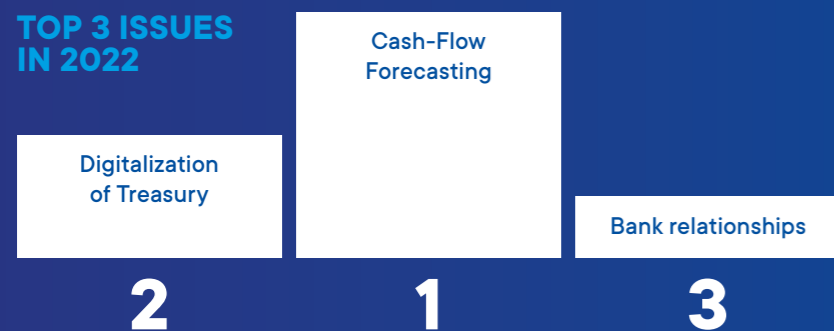 TOP 3 ISSUES
IN 2022
Cash-Flow
Forecasting
Digitalization
of Treasury
Bank relationships
2
1
3